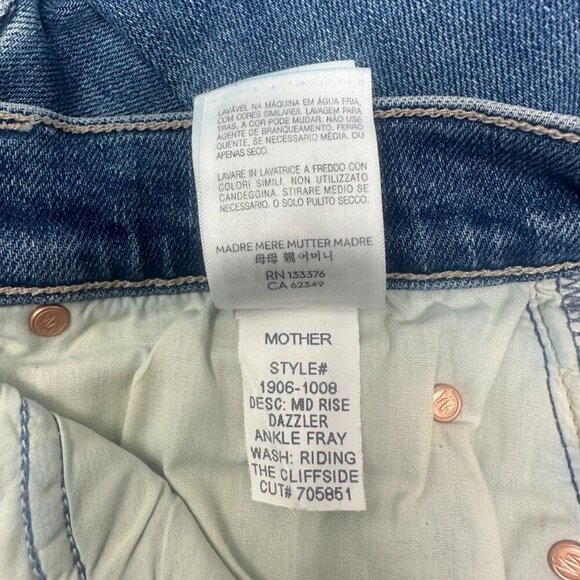 LAVÁVEL NA MÁQUINA EM ÁGUA FRIA,
COM CORES SIMILARES. LAVAGEM PARA
TRÁS, A COR PODE MUDAR. NÃO USE
AGENTE DE BRANQUEAMENTO. FERRO
QUENTE, SE NECESSÁRIO MÉDIA, OU
APENAS SECO.
LAVARE IN LAVATRICE A FREDDO CON
COLORI SIMILI. NON UTILIZZARE
CANDEGGINA. STIRARE MEDIO SE
NECESSARIO. O SOLO PULITO SECCO.
MADRE MERE MUTTER MADRE
母母 親 어머니
RN 133376
CA 62349
MOTHER
STYLE#
1906-1008
DESC: MID RISE
DAZZLER
ANKLE FRAY
WASH: RIDING
THE CLIFFSIDE
CUT# 705851